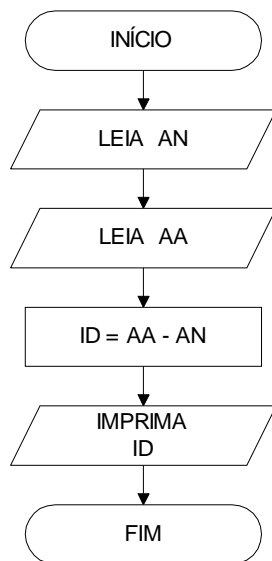 INÍCIO
LEIA AN
LEIA AA
ID = AA - AN
IMPRIMA
ID
FIM